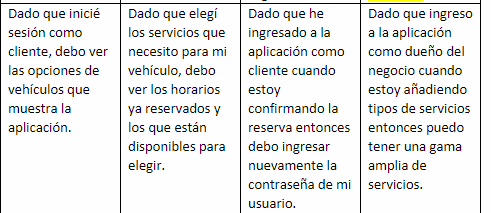 Dado que inicié
sesión como
cliente, debo ver
las opciones de
vehículos que
muestra la
aplicación.
Dado que elegí
los servicios que
necesito para mi
vehículo, debo
ver los horarios
ya reservados y
los que están
disponibles para
elegir.
Dado que he
ingresado a la
aplicación como
cliente cuando
estoy
confirmando la
reserva entonces
debo ingresar
nuevamente la
contraseña de mi
usuario.
Dado que ingreso
a la aplicación
como dueño del
negocio cuando
estoy añadiendo
tipos de servicios
entonces puedo
tener una gama
amplia de
servicios.